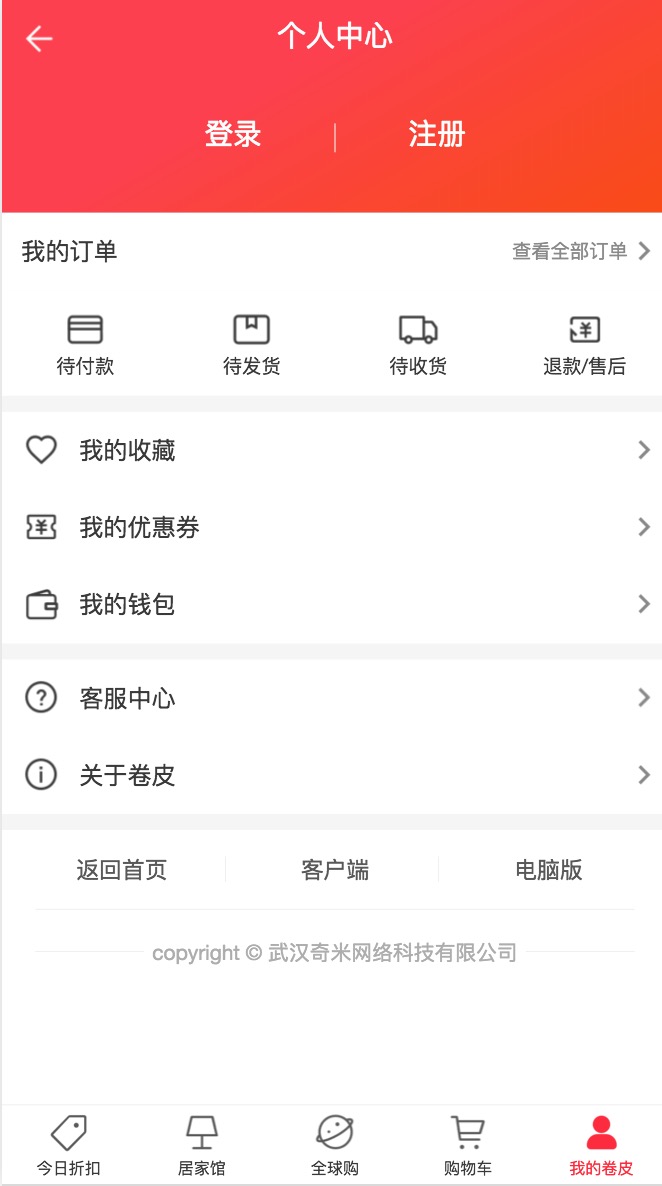 个人中心
登录 | 注册
我的订单 查看全部订单
待付款 待发货 待收货 退款/售后
我的收藏
我的优惠券
我的钱包
客服中心
关于卷皮
返回首页 客户端 电脑版
copyright © 武汉奇米网络科技有限公司
今日折扣 居家馆 全球购 购物车 我的卷皮